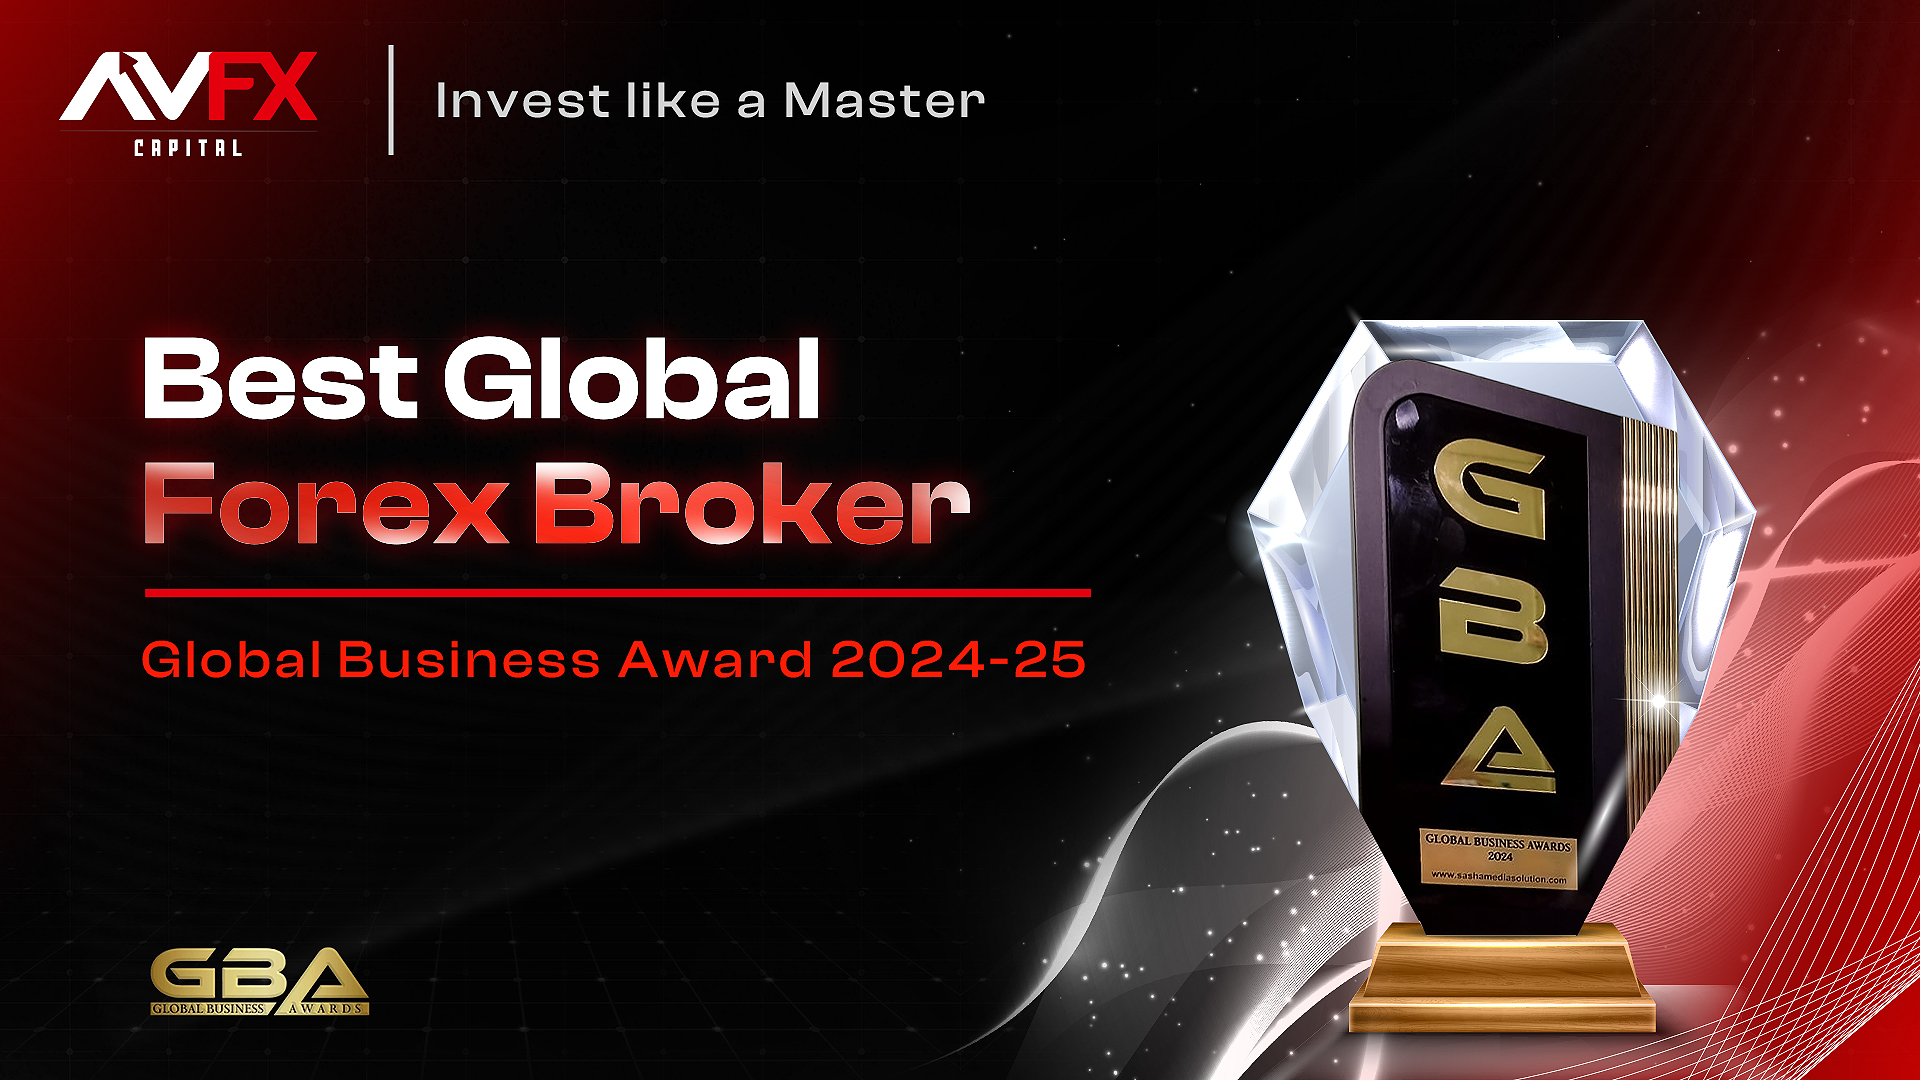 AVFX
CAPITAL
Invest like a Master
Best Global
Forex Broker
Global Business Award 2024-25
GBA
GLOBAL BUSINESS AWARDS
2024
www.sashamediasolution.com
GBA
GLOBAL BUSINESS AWARDS